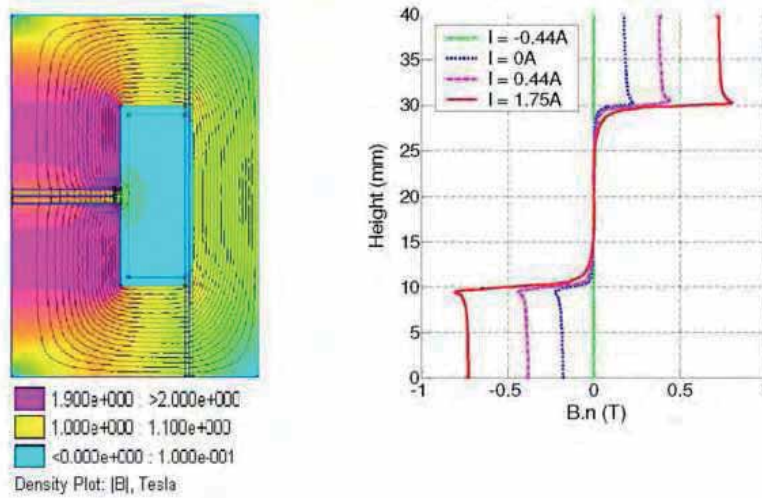 1.900e+000 : >2.000e+000
1.000e+000 : 1.100e+000
<0.000e+000 : 1.000e-001
Density Plot: |B|, Tesla
I = -0.44A
I = 0A
I = 0.44A
I = 1.75A
40
35
30
25
20
15
10
5
0
Height (mm)
-1
-0.5
0
0.5
1
B.n (T)